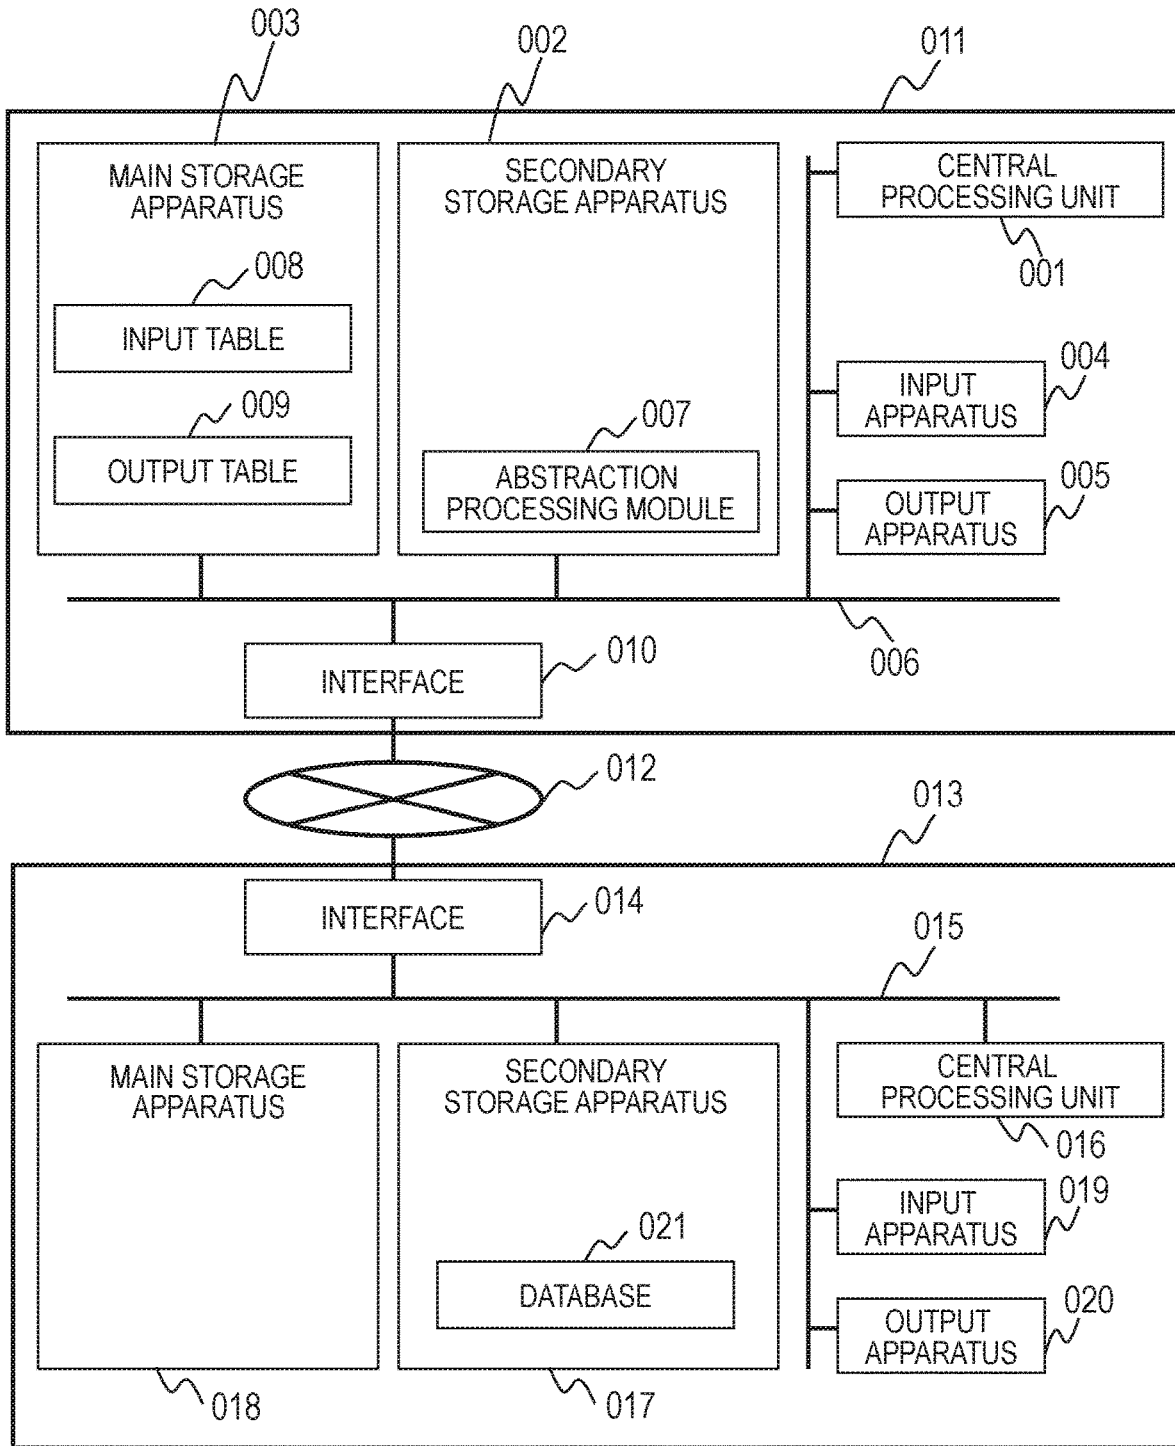 003
002
011
MAIN STORAGE
APPARATUS
SECONDARY
STORAGE APPARATUS
CENTRAL
PROCESSING UNIT
001
008
INPUT TABLE
004
INPUT
APPARATUS
009
OUTPUT TABLE
007
ABSTRACTION
PROCESSING MODULE
005
OUTPUT
APPARATUS
006
010
INTERFACE
012
013
INTERFACE
014
015
MAIN STORAGE
APPARATUS
SECONDARY
STORAGE APPARATUS
CENTRAL
PROCESSING UNIT
016
019
INPUT
APPARATUS
021
DATABASE
020
OUTPUT
APPARATUS
018
017